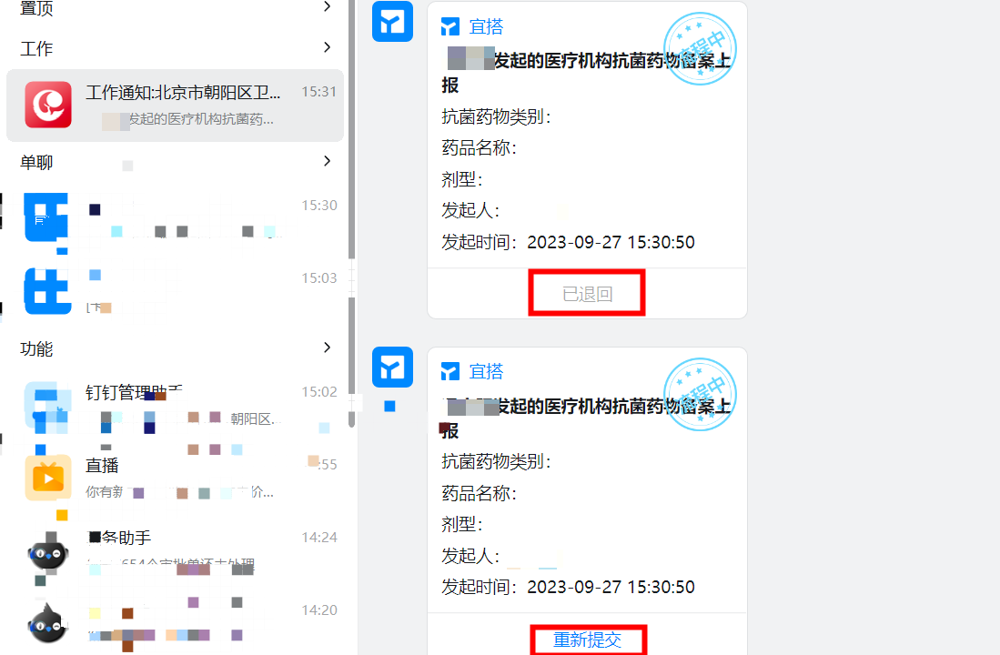 置顶
工作
工作通知:北京市朝阳区卫...
15:31
发起的医疗机构抗菌药...
单聊
15:30
15:03
功能
钉钉管理助手
15:02
朝阳区...
直播
:55
你有新
价...
务助手
14:24
654个审批单还未处理
14:20
宜搭
流程中
发起的医疗机构抗菌药物备案上
报
抗菌药物类别：
药品名称：
剂型：
发起人：
发起时间：2023-09-27 15:30:50
已退回
宜搭
流程中
发起的医疗机构抗菌药物备案上
报
抗菌药物类别：
药品名称：
剂型：
发起人：
发起时间：2023-09-27 15:30:50
重新提交